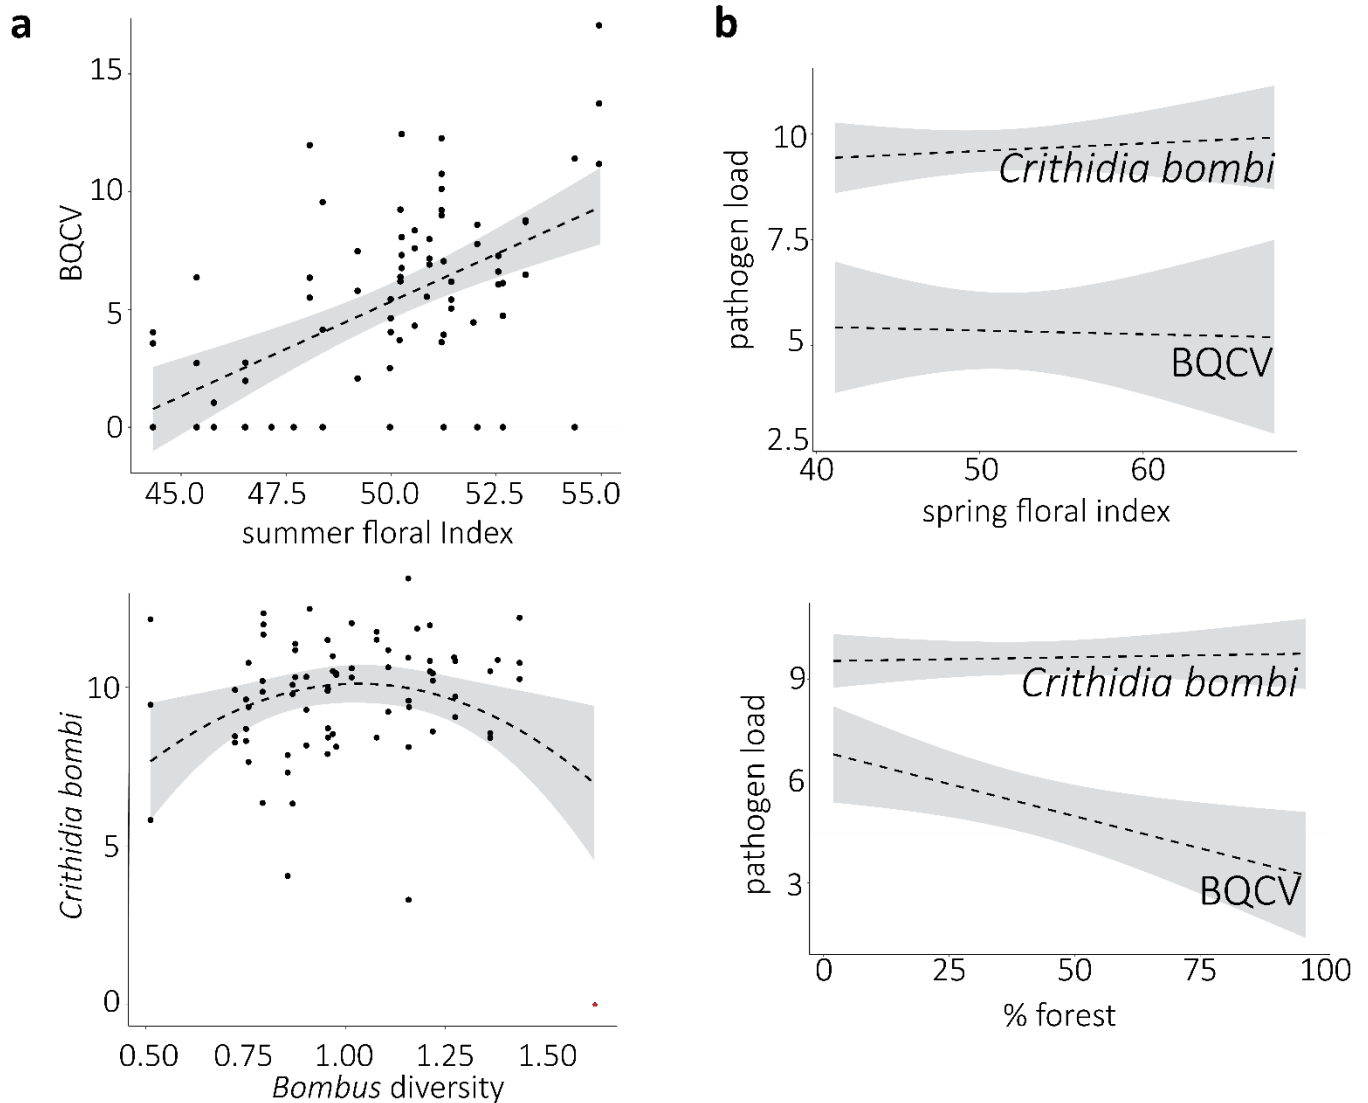 a
15
10
5
0
BQCV
45.0 47.5 50.0 52.5 55.0
summer floral Index
b
10
7.5
5
2.5
pathogen load
Crithidia bombi
BQCV
40 50 60
spring floral index
10
5
0
Crithidia bombi
0.50 0.75 1.00 1.25 1.50
Bombus diversity
9
6
3
pathogen load
Crithidia bombi
BQCV
0 25 50 75 100
% forest